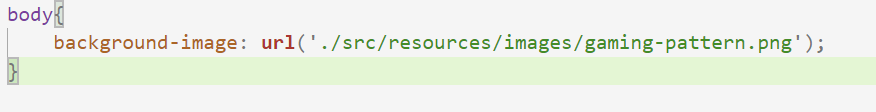 body{
    background-image: url('./src/resources/images/gaming-pattern.png');
}